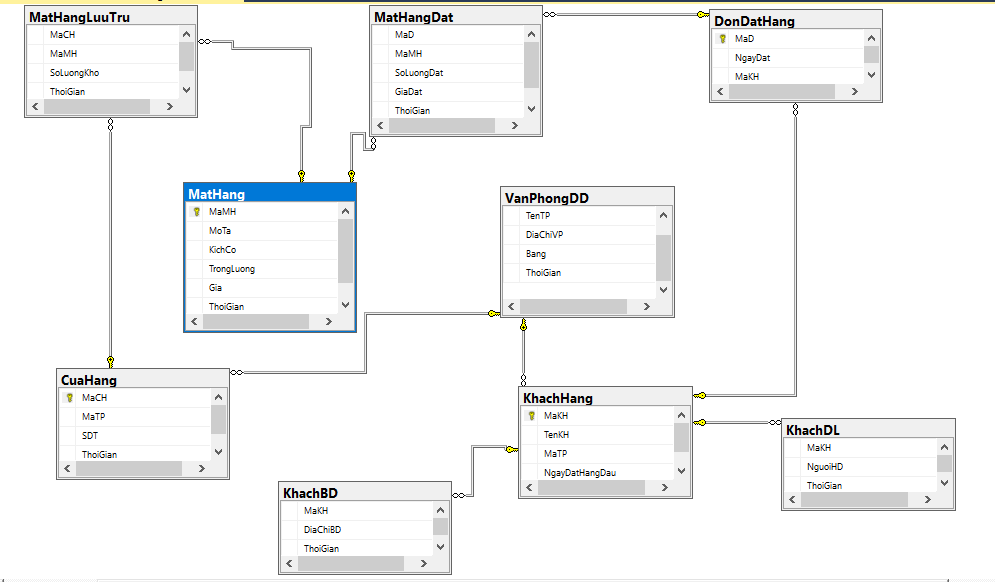 MatHangLuuTru
MaCH
MaMH
SoLuongKho
ThoiGian
MatHangDat
MaD
MaMH
SoLuongDat
GiaDat
ThoiGian
DonDatHang
MaD
NgayDat
MaKH
MatHang
MaMH
MoTa
KichCo
TrongLuong
Gia
ThoiGian
VanPhongDD
TenTP
DiaChiVP
Bang
ThoiGian
CuaHang
MaCH
MaTP
SDT
ThoiGian
KhachHang
MaKH
TenKH
MaTP
NgayDatHangDau
KhachDL
MaKH
NguoiHD
ThoiGian
KhachBD
MaKH
DiaChiBD
ThoiGian